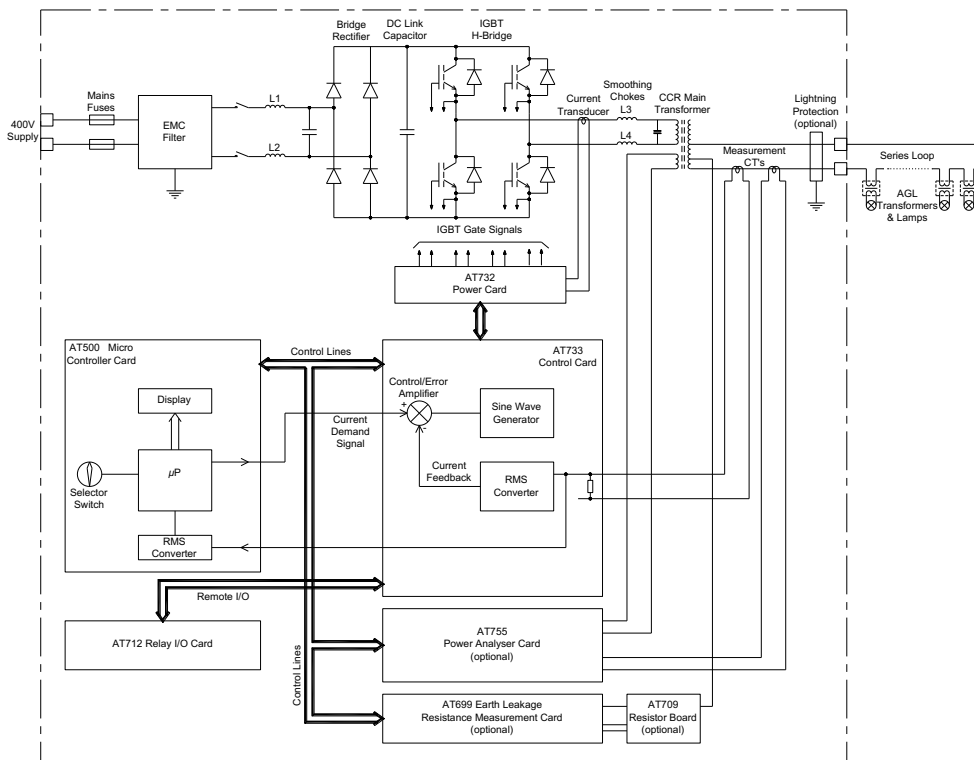 Bridge
Rectifier
DC Link
Capacitor
IGBT
H-Bridge
Mains
Fuses
400V
Supply
EMC
Filter
L1
L2
Current
Transducer
Smoothing
Chokes
L3
L4
CCR Main
Transformer
Lightning
Protection
(optional)
Measurement
CT's
Series Loop
AGL
Transformers
& Lamps
IGBT Gate Signals
AT732
Power Card
AT500 Micro
Controller Card
Control Lines
AT733
Control Card
Display
Control/Error
Amplifier
+
-
Sine Wave
Generator
Current
Demand
Signal
µP
Selector
Switch
Current
Feedback
RMS
Converter
RMS
Converter
Remote I/O
AT712 Relay I/O Card
Control Lines
AT755
Power Analyser Card
(optional)
AT699 Earth Leakage
Resistance Measurement Card
(optional)
AT709
Resistor Board
(optional)